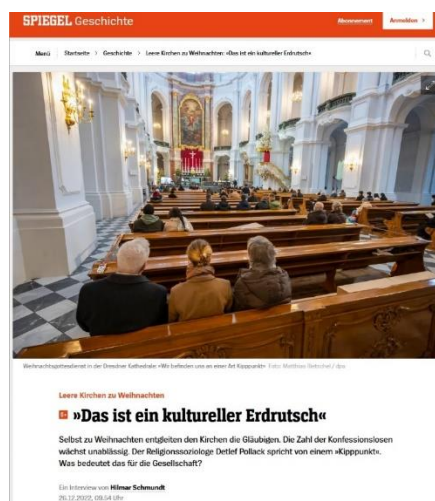 SPIEGEL Geschichte
Abonnement
Anmelden >
Menü
Startseite > Geschichte > Leere Kirchen zu Weihnachten: »Das ist ein kultureller Erdrutsch«
Weihnachtsgottesdienst in der Dresdner Kathedrale: »Wir befinden uns an einer Art Kipppunkt« Foto: Matthias Rietschel / dpa
Leere Kirchen zu Weihnachten
S+ »Das ist ein kultureller Erdrutsch«
Selbst zu Weihnachten entgleiten den Kirchen die Gläubigen. Die Zahl der Konfessionslosen
wächst unablässig. Der Religionssoziologe Detlef Pollack spricht von einem »Kipppunkt«.
Was bedeutet das für die Gesellschaft?
Ein Interview von Hilmar Schmundt
26.12.2022, 09.54 Uhr